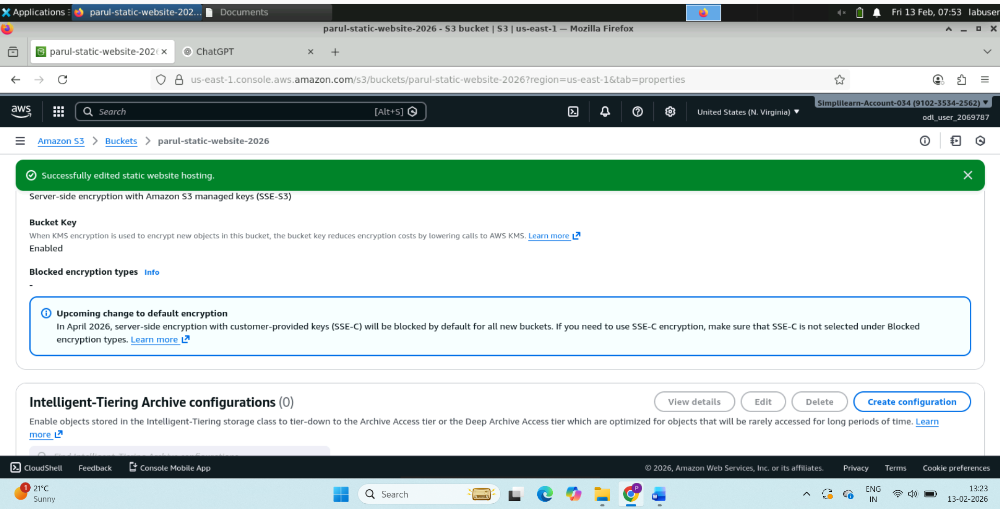 Applications
parul-static-website-202...
Documents
Fri 13 Feb, 07:53
labuser
parul-static-website-2026 - S3 bucket | S3 | us-east-1 — Mozilla Firefox
parul-static-website-2026
ChatGPT
us-east-1.console.aws.amazon.com/s3/buckets/parul-static-website-2026?region=us-east-1&tab=properties
aws
Search
[Alt+S]
United States (N. Virginia)
Simplilearn-Account-034 (9102-3534-2562)
odl_user_2069787
Amazon S3
Buckets
parul-static-website-2026
Successfully edited static website hosting.
Server-side encryption with Amazon S3 managed keys (SSE-S3)
Bucket Key
When KMS encryption is used to encrypt new objects in this bucket, the bucket key reduces encryption costs by lowering calls to AWS KMS. Learn more
Enabled
Blocked encryption types Info
-
Upcoming change to default encryption
In April 2026, server-side encryption with customer-provided keys (SSE-C) will be blocked by default for all new buckets. If you need to use SSE-C encryption, make sure that SSE-C is not selected under Blocked
encryption types. Learn more
Intelligent-Tiering Archive configurations (0)
View details
Edit
Delete
Create configuration
Enable objects stored in the Intelligent-Tiering storage class to tier-down to the Archive Access tier or the Deep Archive Access tier which are optimized for objects that will be rarely accessed for long periods of time. Learn
more
Find Intelligent-Tiering Archive configurations
CloudShell
Feedback
Console Mobile App
© 2026, Amazon Web Services, Inc. or its affiliates.
Privacy
Terms
Cookie preferences
1
21°C
Sunny
Search
P
W
ENG
IN
13:23
13-02-2026